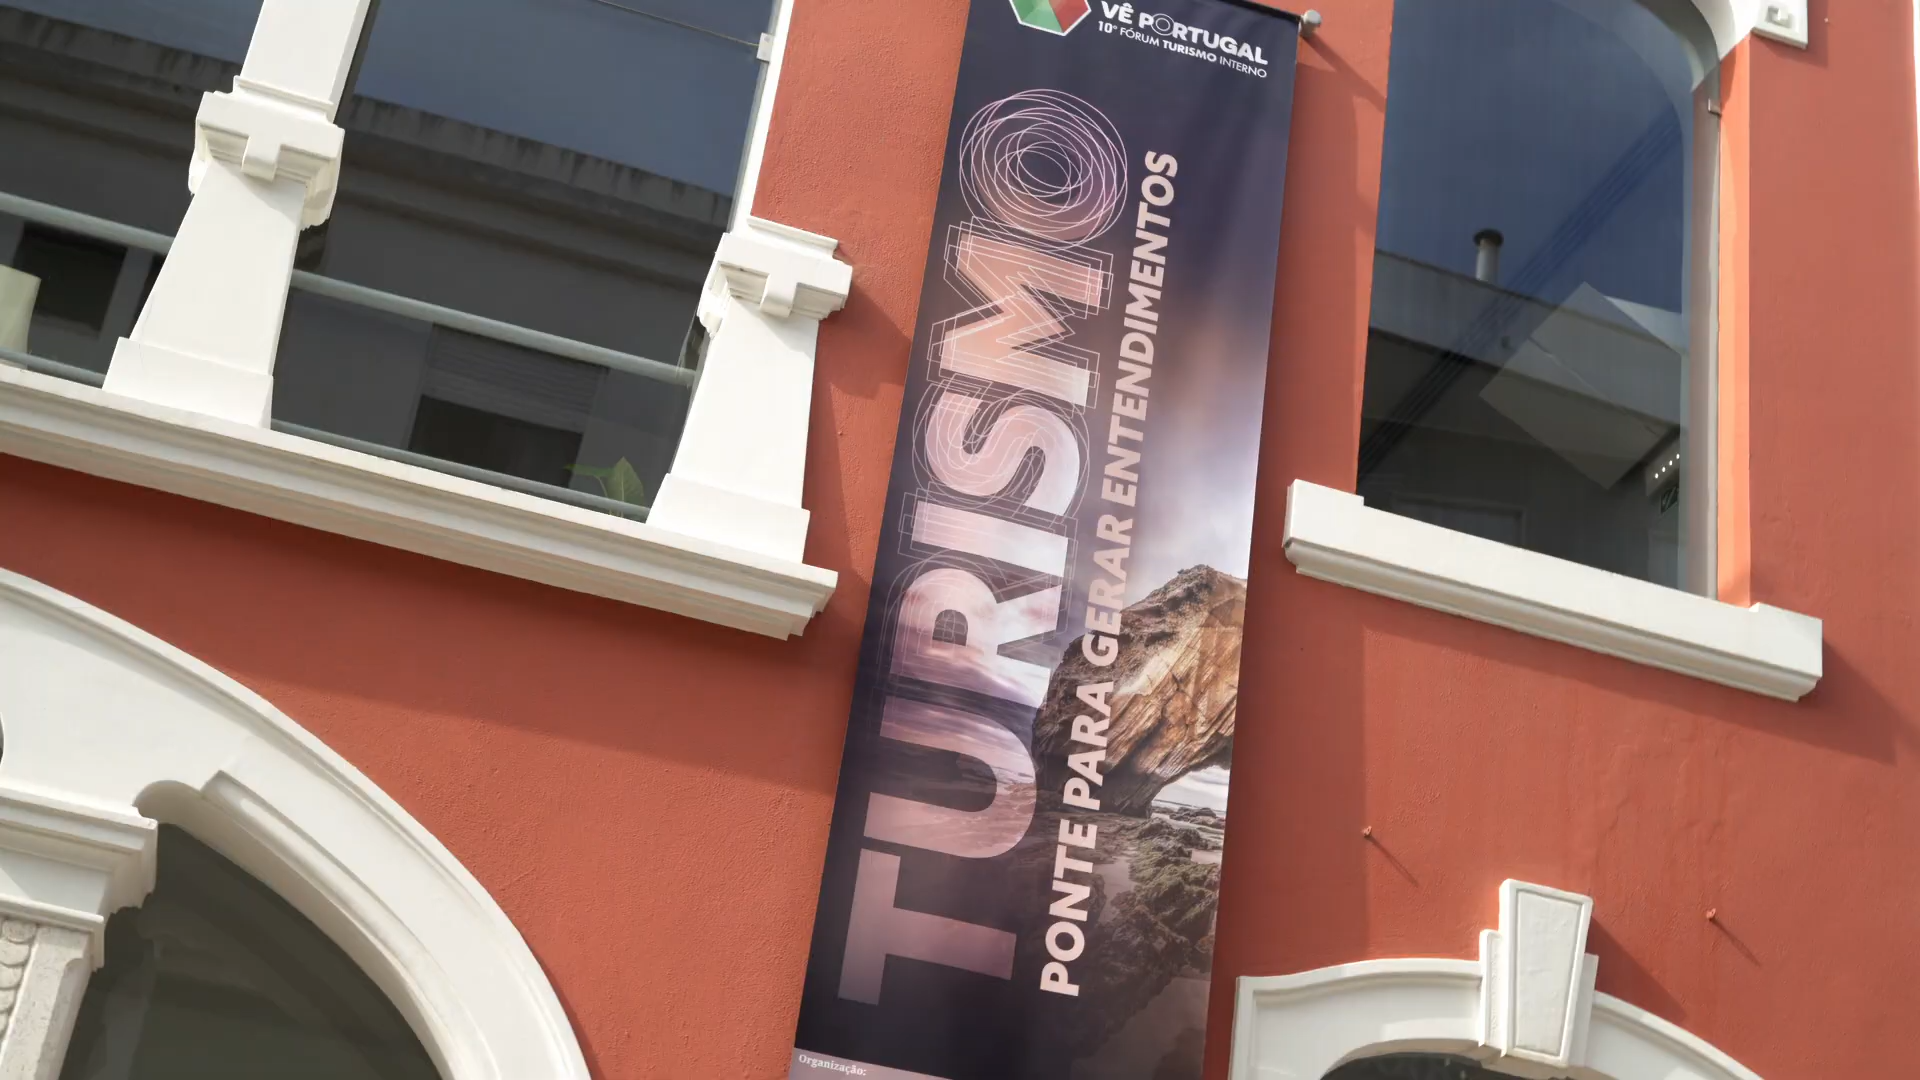 VÊ PORTUGAL
10º FÓRUM TURISMO INTERNO
TURISMO
PONTE PARA GERAR ENTENDIMENTOS
Organização: